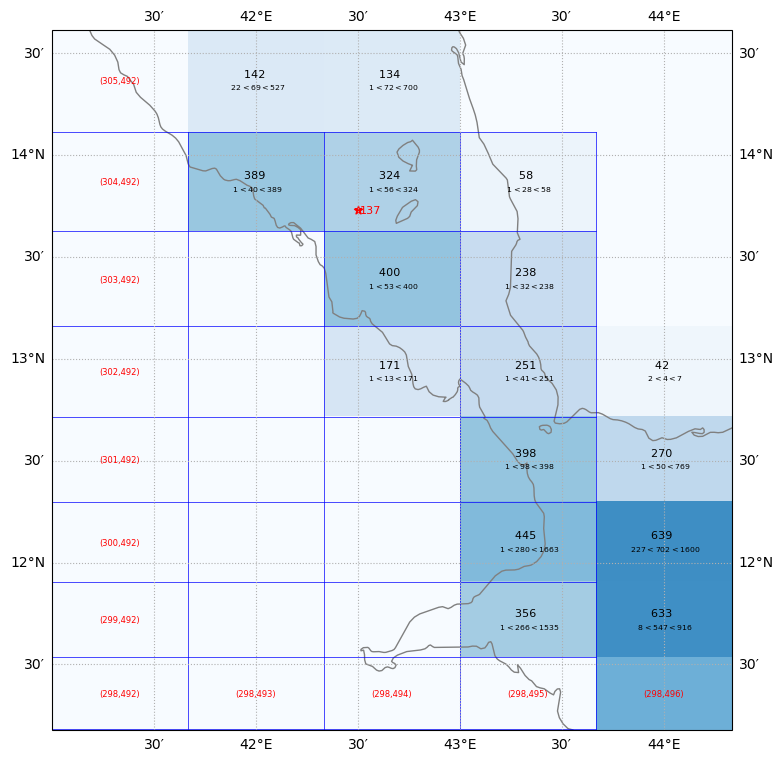 30′ 42°E 30′ 43°E 30′ 44°E
30′ 30′
142 134
(305,492) 22<69<527 1<72<700
14°N 14°N
389 324 58
(304,492) 1<40<389 1<56<324 1<28<58
137
30′ 30′
400 238
(303,492) 1<53<400 1<32<238
13°N 13°N
171 251 42
(302,492) 1<13<171 1<41<251 2<4<7
398 270
30′ (301,492) 1<98<398 1<50<769 30′
445 639
(300,492) 1<280<1663 227<702<1600
12°N 12°N
356 633
(299,492) 1<266<1535 8<547<916
30′ 30′
(298,492) (298,493) (298,494) (298,495) (298,496)
30′ 42°E 30′ 43°E 30′ 44°E